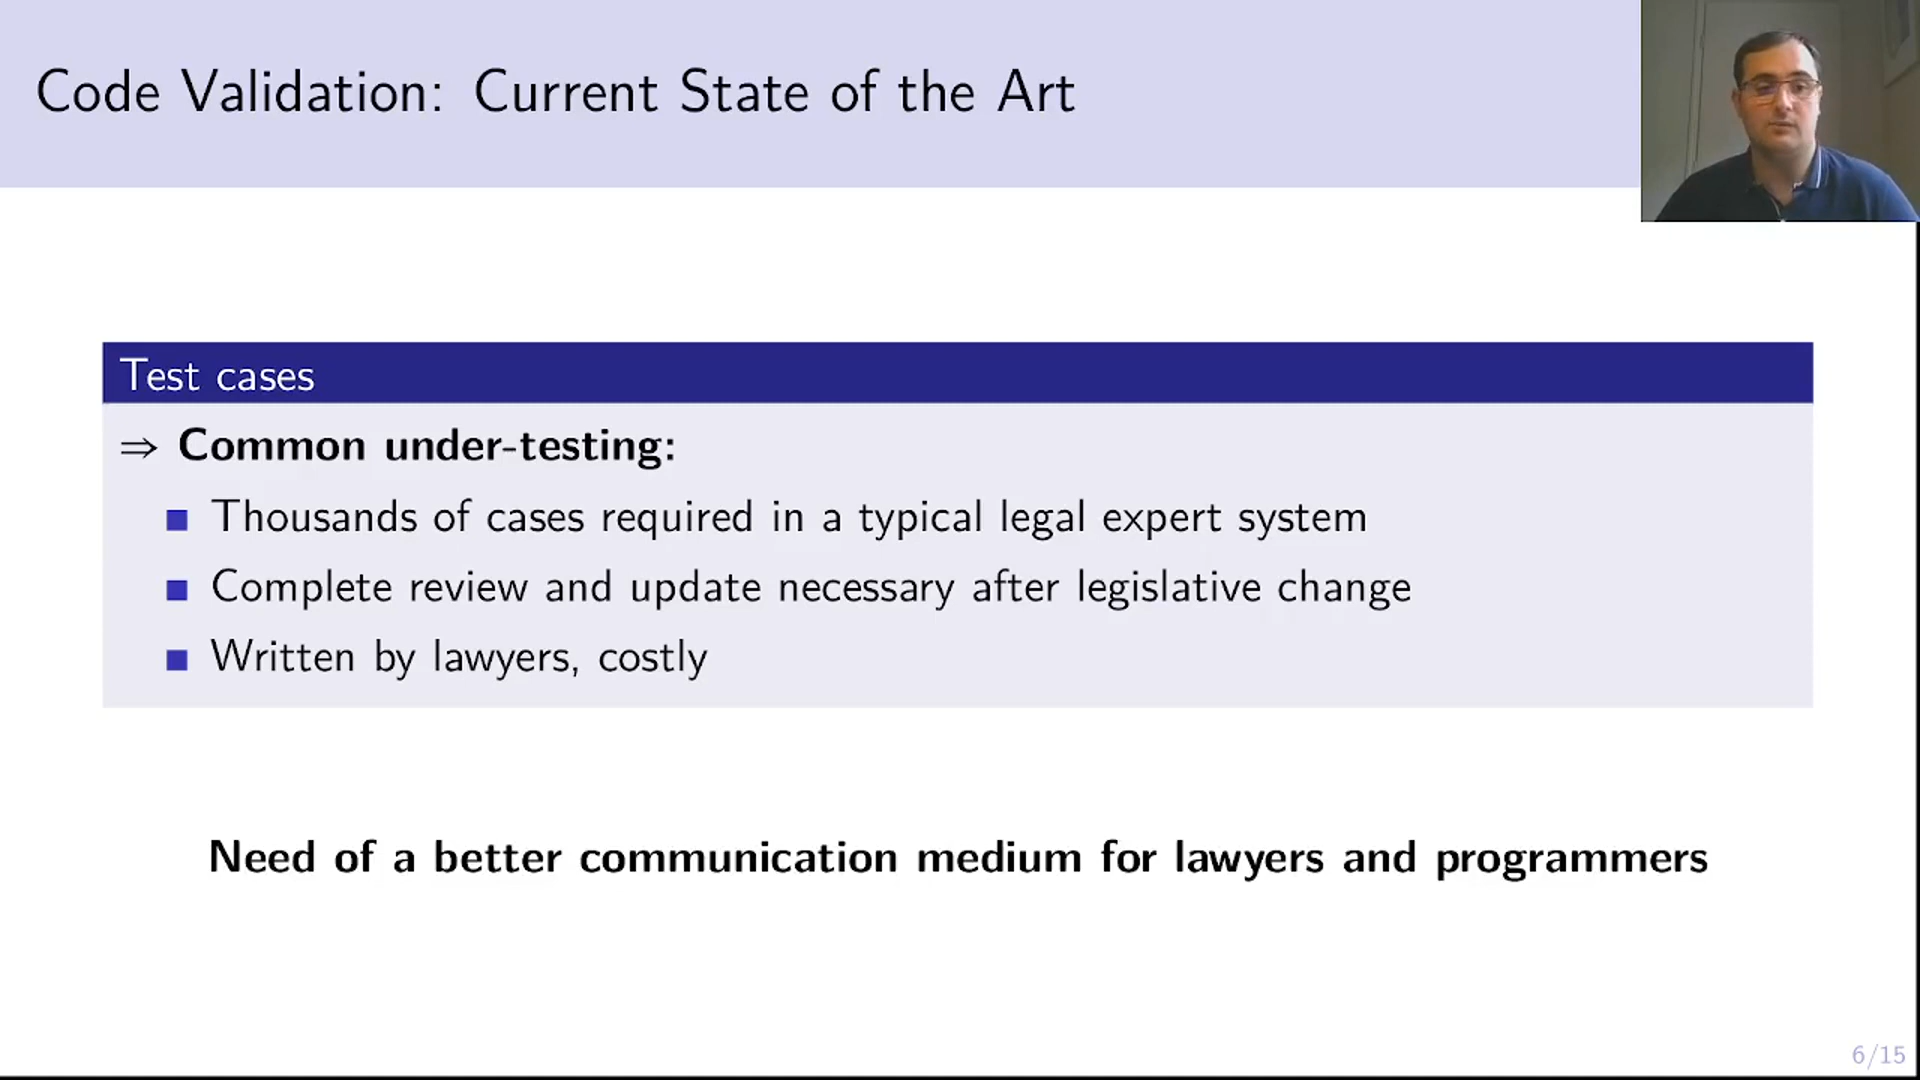 Code Validation: Current State of the Art
Test cases
⇒ Common under-testing:
■ Thousands of cases required in a typical legal expert system
■ Complete review and update necessary after legislative change
■ Written by lawyers, costly
Need of a better communication medium for lawyers and programmers
6/15